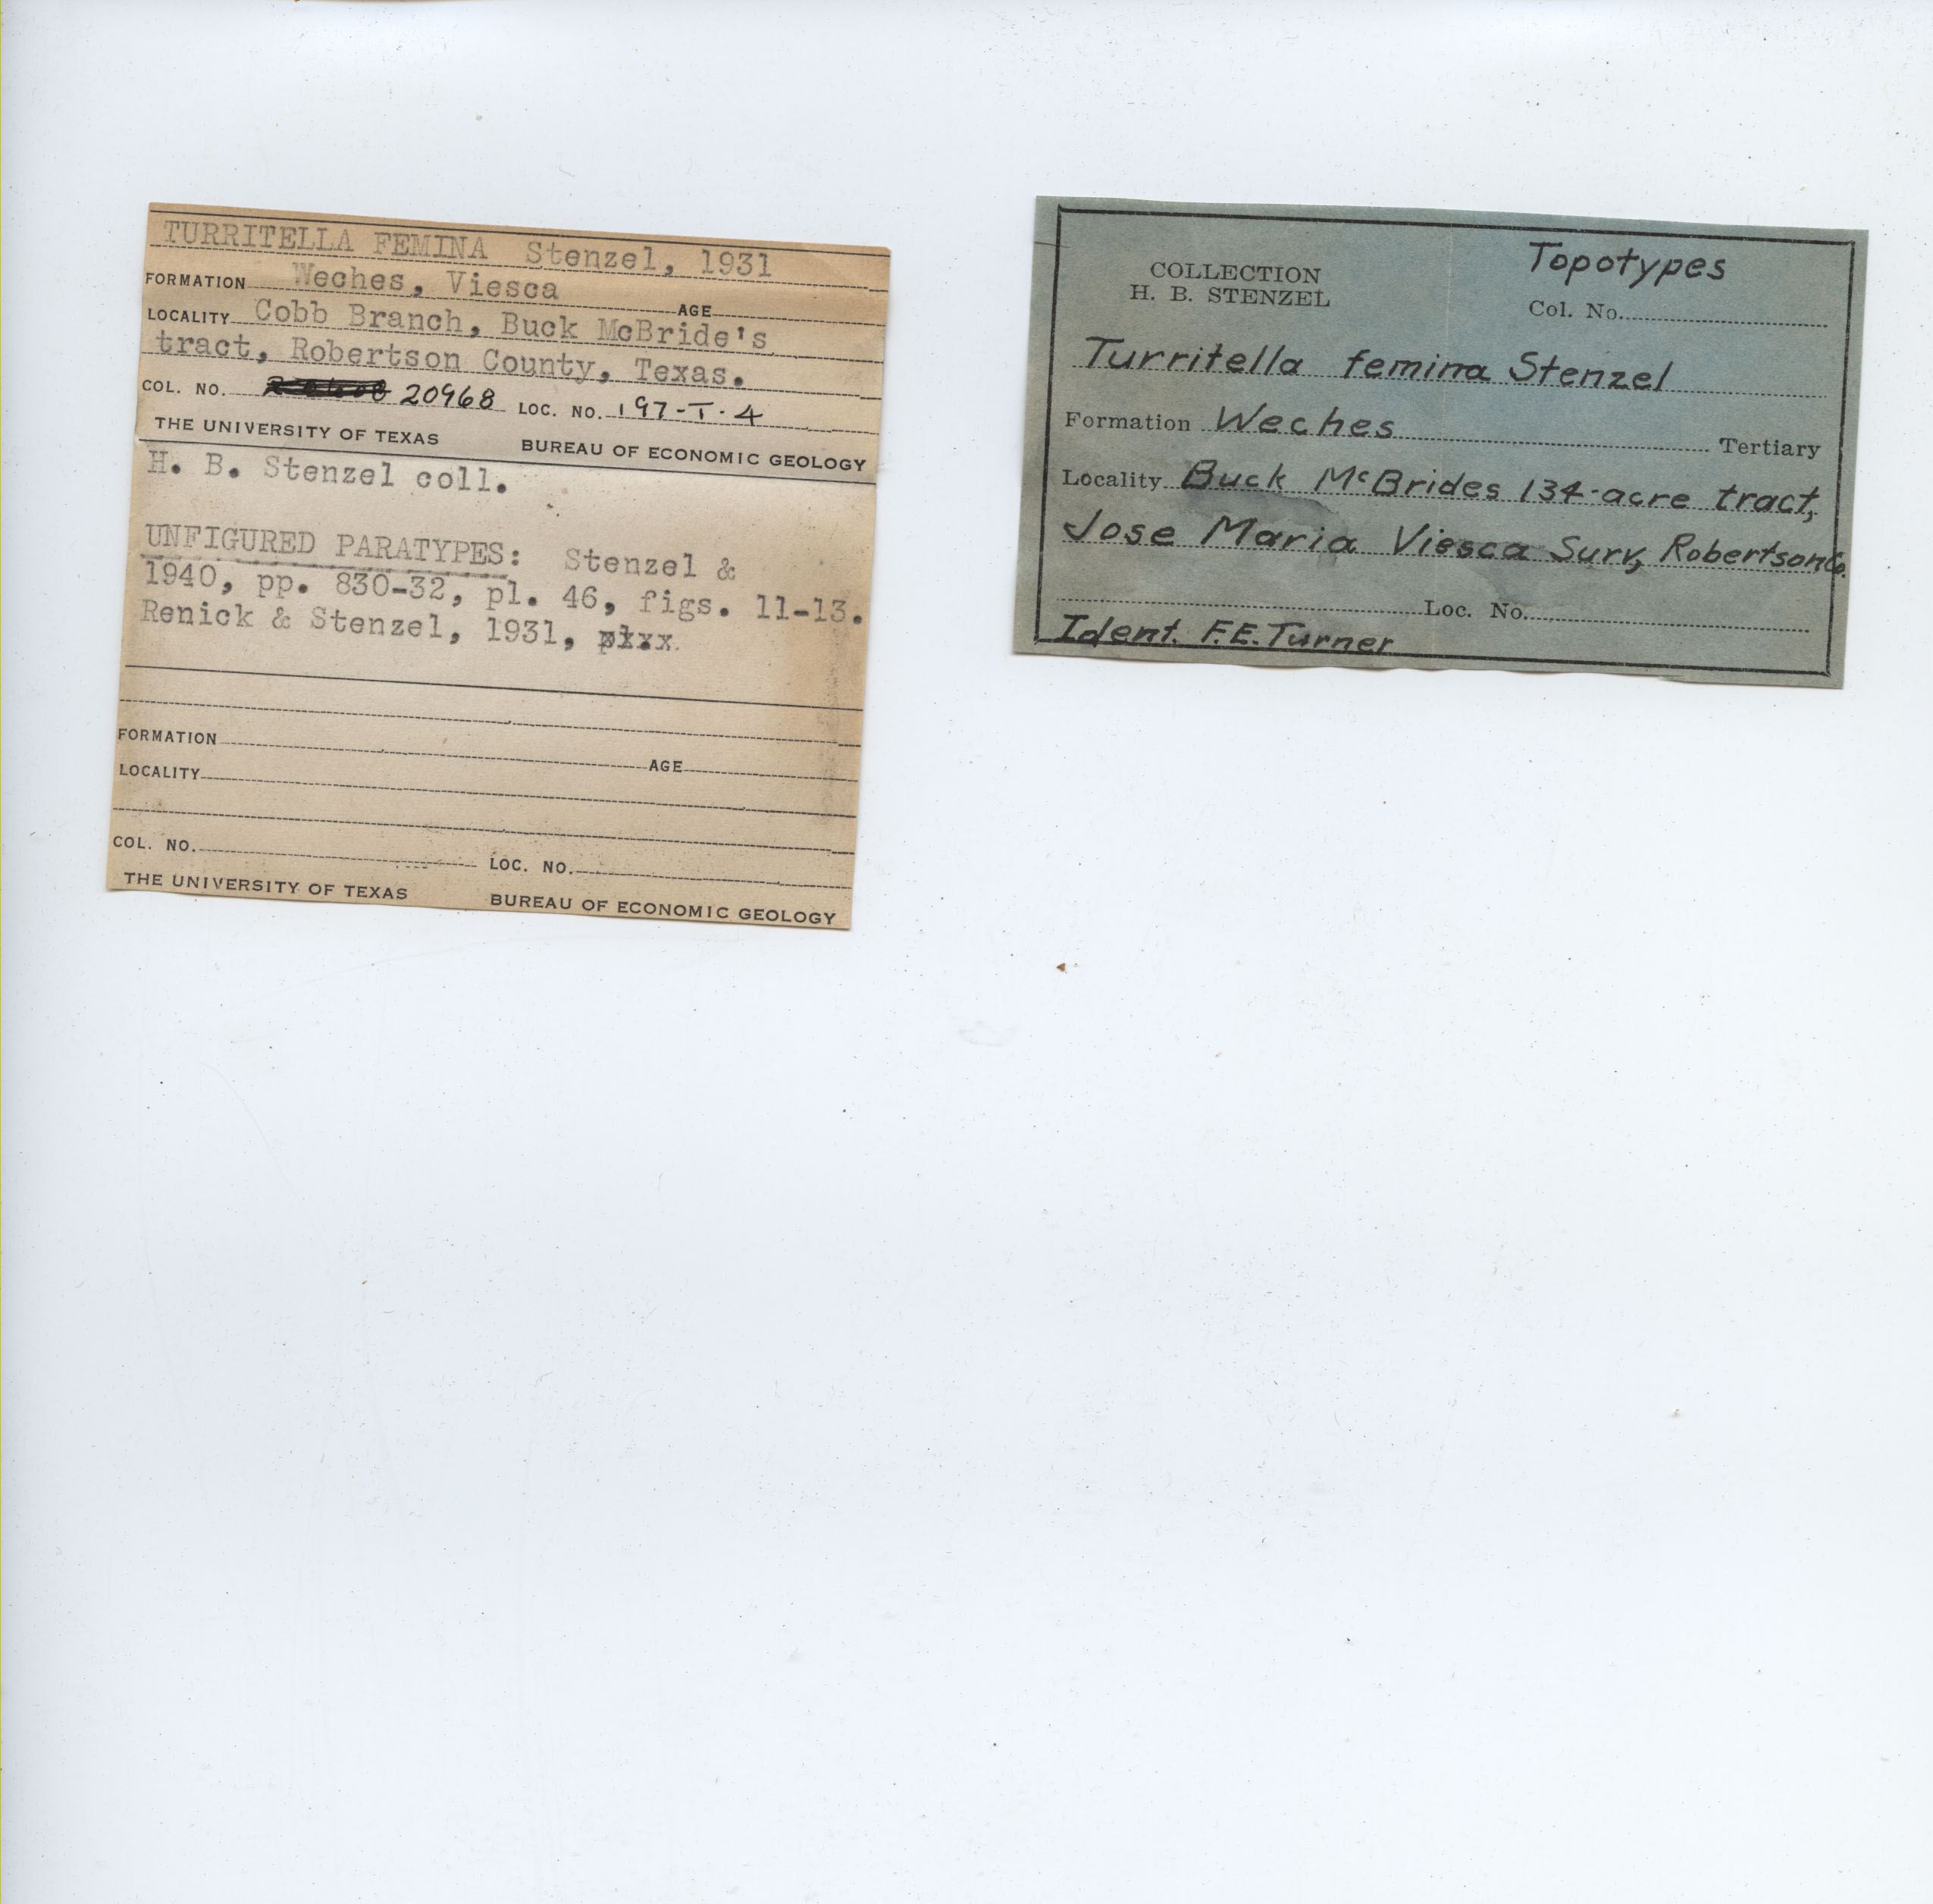 TURRITELLA FEMINA Stenzel, 1931
FORMATION Weches, Viesca AGE
LOCALITY Cobb Branch, Buck McBride's
tract, Robertson County, Texas.
COL. NO. 20968 LOC. NO. 197-T-4
THE UNIVERSITY OF TEXAS BUREAU OF ECONOMIC GEOLOGY
H. B. Stenzel coll.
UNFIGURED PARATYPES: Stenzel &
1940, pp. 830-32, pl. 46, figs. 11-13.
Renick & Stenzel, 1931,
FORMATION AGE
LOCALITY
COL. NO. LOC. NO.
THE UNIVERSITY OF TEXAS BUREAU OF ECONOMIC GEOLOGY
Topotypes
COLLECTION
H. B. STENZEL
Col. No.
Turritella femina Stenzel
Formation Weches Tertiary
Locality Buck McBrides 134-acre tract,
Jose Maria Viesca Surv, Robertson Co.
Loc. No.
Ident. F.E. Turner